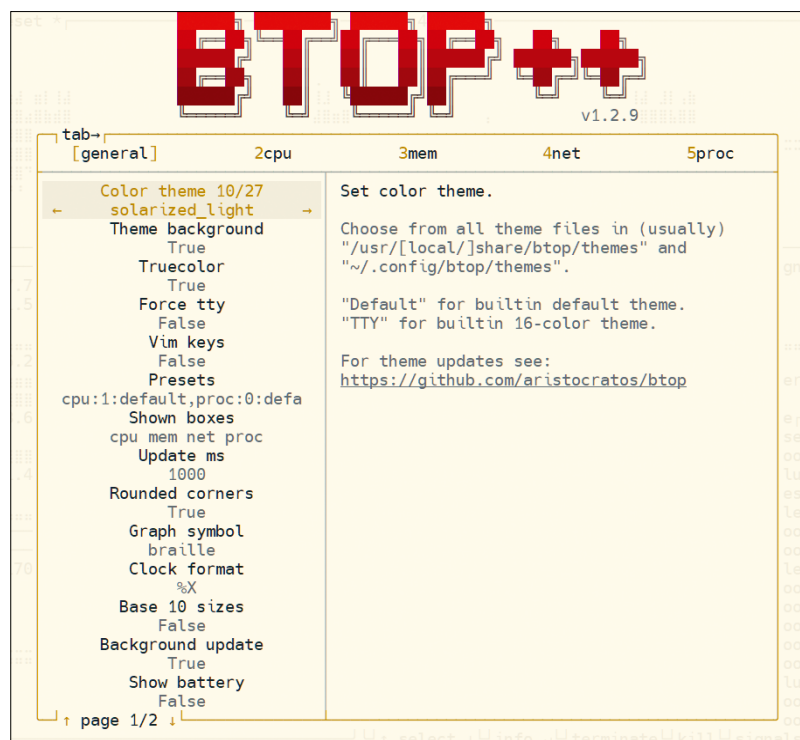 BTOP++
v1.2.9
tab→
[general] 2cpu 3mem 4net 5proc
Color theme 10/27
← solarized_light →
Theme background
True
Truecolor
True
Force tty
False
Vim keys
False
Presets
cpu:1:default,proc:0:defa
Shown boxes
cpu mem net proc
Update ms
1000
Rounded corners
True
Graph symbol
braille
Clock format
%X
Base 10 sizes
False
Background update
True
Show battery
False
↑ page 1/2 ↓
Set color theme.
Choose from all theme files in (usually)
"/usr/[local/]share/btop/themes" and
"~/.config/btop/themes".
"Default" for builtin default theme.
"TTY" for builtin 16-color theme.
For theme updates see:
https://github.com/aristocratos/btop
select info terminate kill signals